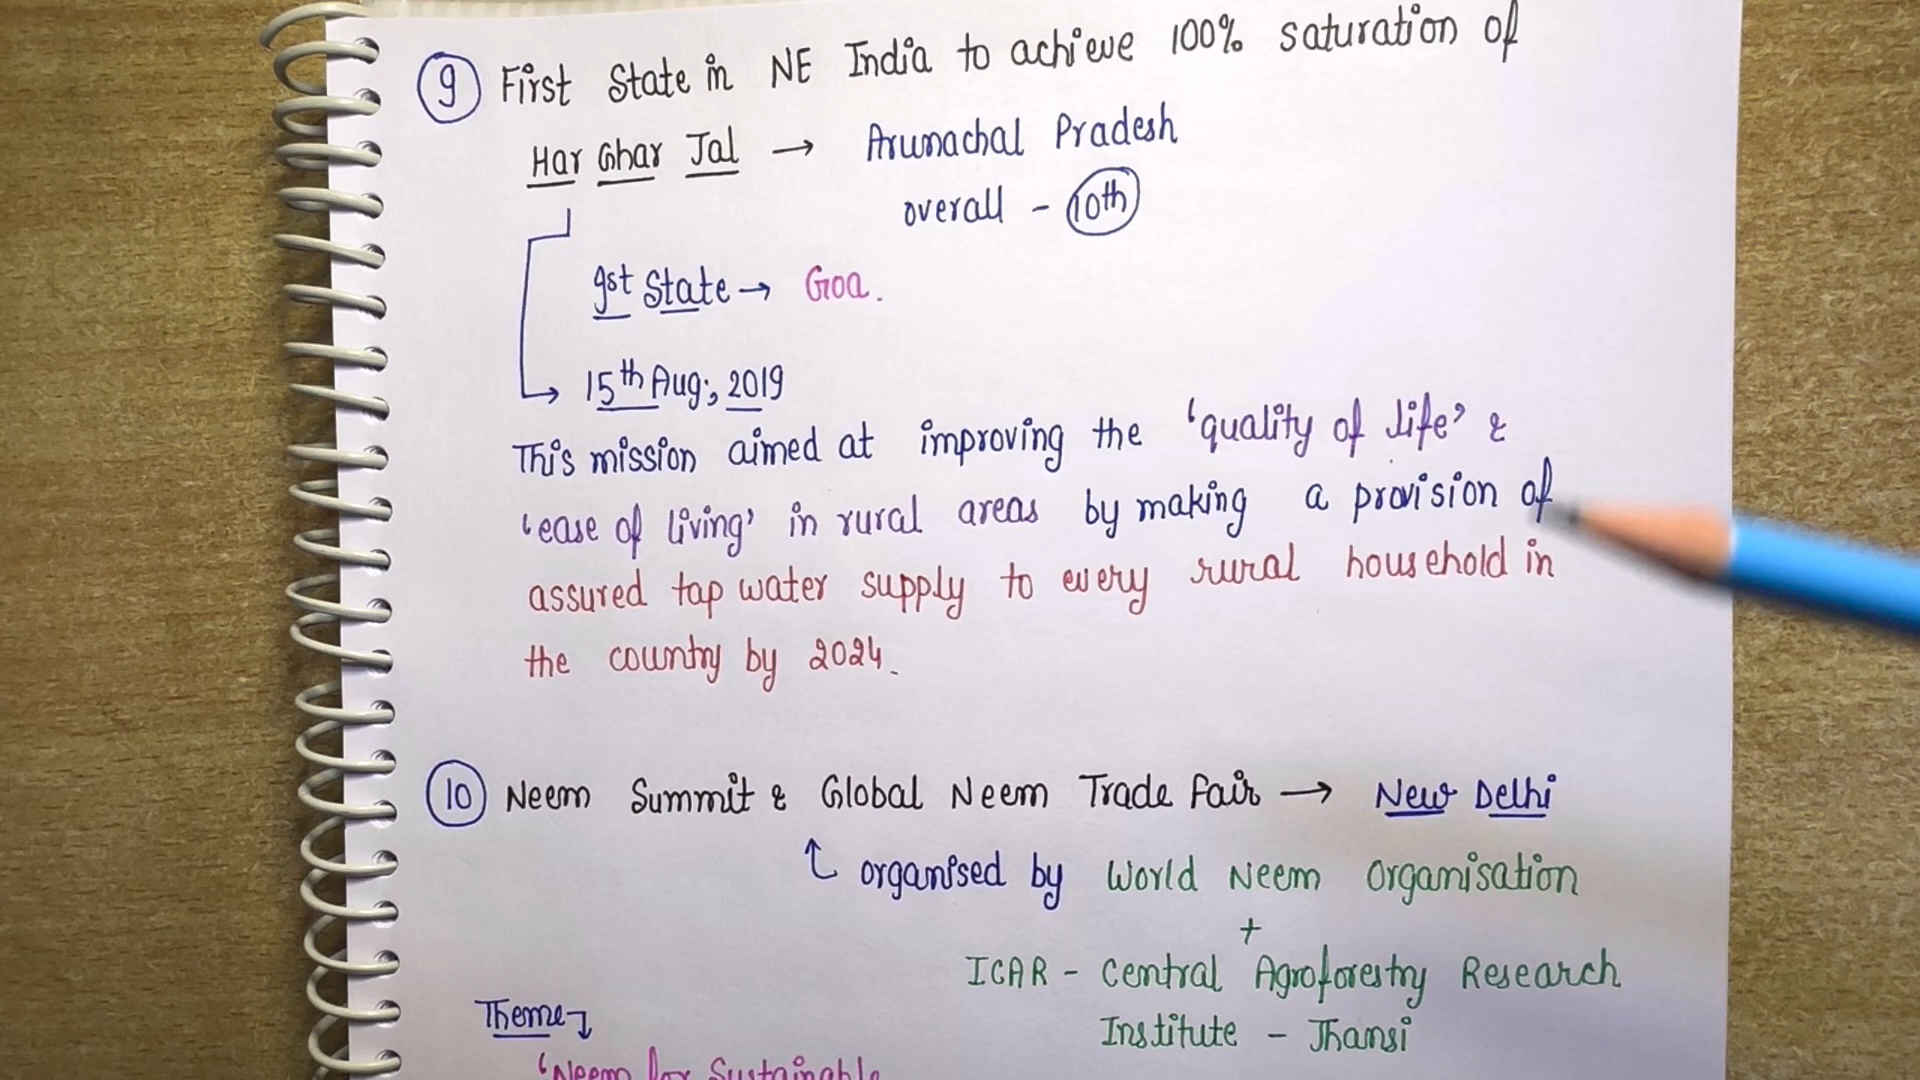 9 First State in NE India to achieve 100% saturation of
Har Ghar Jal → Arunachal Pradesh
overall - 10th
1st State → Goa.
→ 15th Aug; 2019
This mission aimed at improving the 'quality of life' &
'ease of living' in rural areas by making a provision of
assured tap water supply to every rural household in
the country by 2024.
10 Neem Summit & Global Neem Trade Fair → New Delhi
↑ organised by World Neem Organisation
+
ICAR - Central Agroforestry Research
Institute - Jhansi
Theme
'Neem for Sustainable